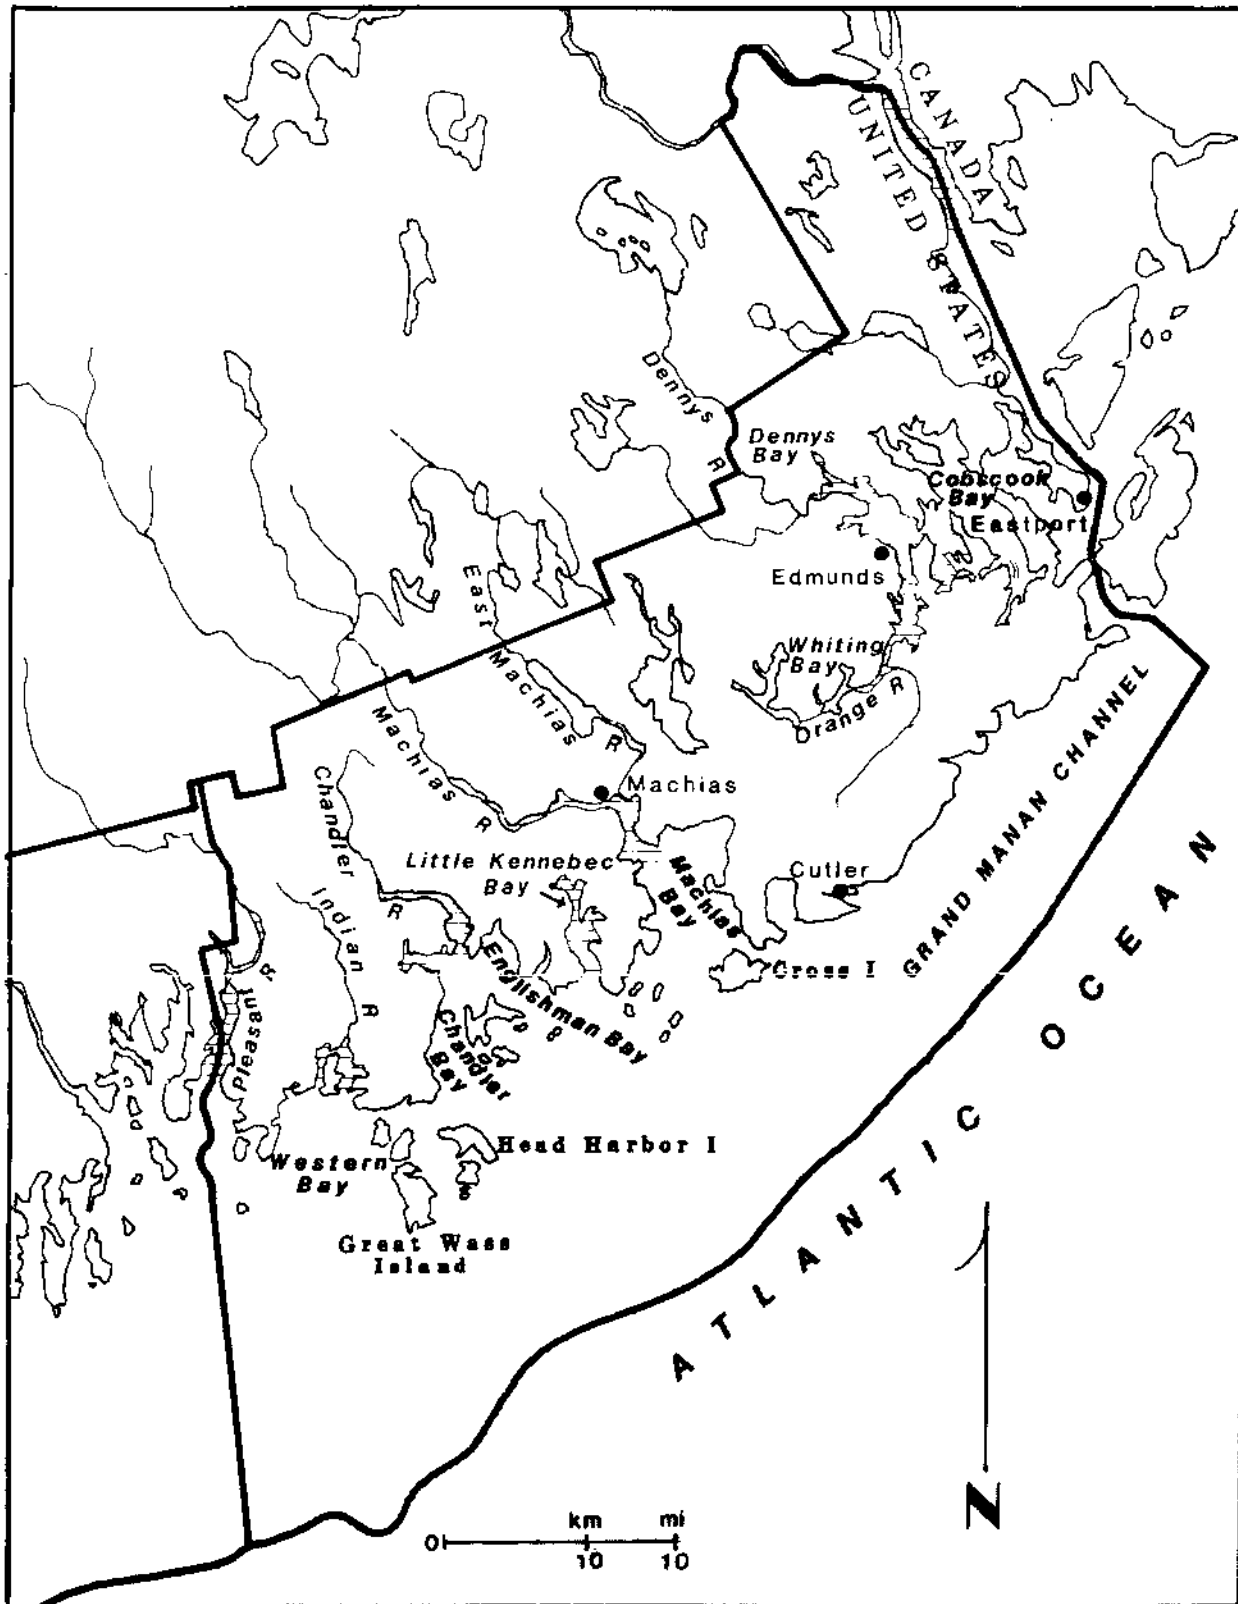 CANADA
UNITED STATES
Dennys
R
Dennys
Bay
Cobscook
Bay
Eastport
Edmunds
East
Machias
R
Whiting
Bay
Orange R
Machias
R
Machias
Chandler
R
Little Kennebec
Bay
Machias
Bay
Cutler
Indian
R
Cross I
GRAND MANAN CHANNEL
ATLANTIC OCEAN
Englishman Bay
Chandler
Bay
Pleasant
R
Head Harbor I
Western
Bay
Great Wass
Island
N
km mi
0
10 10